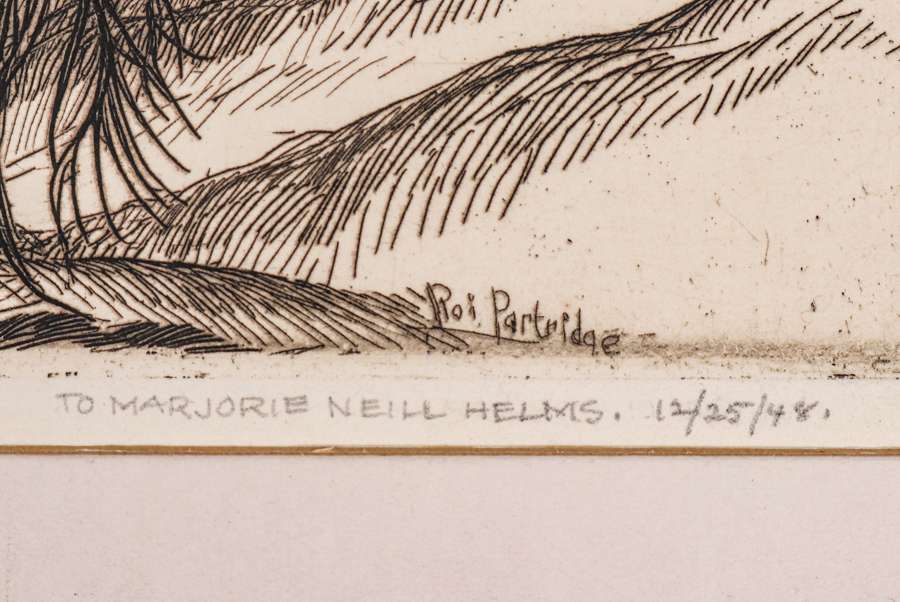 Roi Partridge
TO MARJORIE NEILL HELMS. 12/25/48.